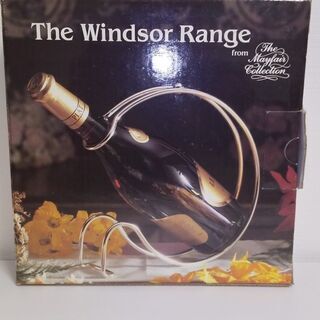 The Windsor Range
from
The
Mayfair
Collection